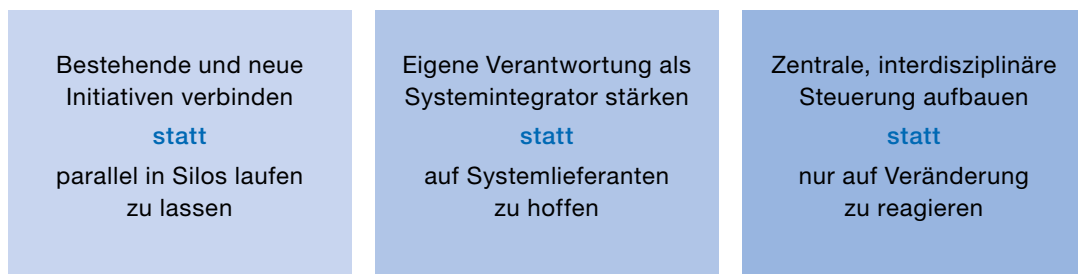 Bestehende und neue
Initiativen verbinden
statt
parallel in Silos laufen
zu lassen
Eigene Verantwortung als
Systemintegrator stärken
statt
auf Systemlieferanten
zu hoffen
Zentrale, interdisziplinäre
Steuerung aufbauen
statt
nur auf Veränderung
zu reagieren